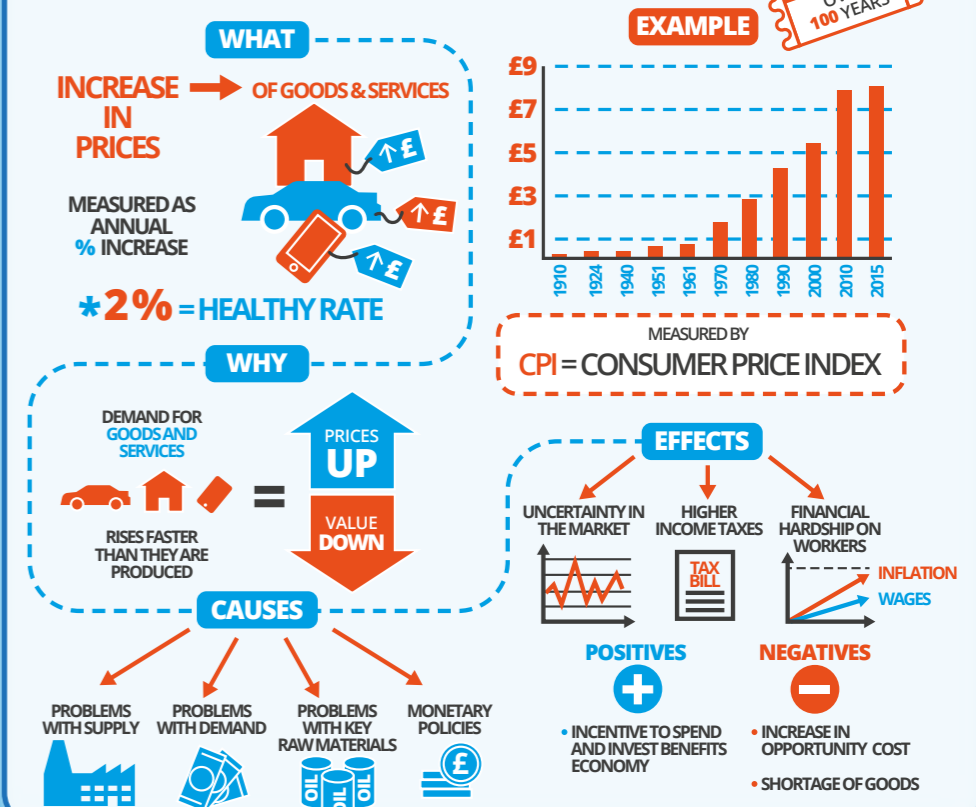 WHAT
INCREASE
IN
PRICES
OF GOODS & SERVICES
£
£
£
MEASURED AS
ANNUAL
% INCREASE
*2% = HEALTHY RATE
EXAMPLE
100 YEARS
£9
£7
£5
£3
£1
1910
1924
1940
1951
1961
1970
1980
1990
2000
2010
2015
MEASURED BY
CPI = CONSUMER PRICE INDEX
WHY
DEMAND FOR
GOODS AND
SERVICES
RISES FASTER
THAN THEY ARE
PRODUCED
=
PRICES
UP
VALUE
DOWN
CAUSES
PROBLEMS
WITH SUPPLY
PROBLEMS
WITH DEMAND
PROBLEMS
WITH KEY
RAW MATERIALS
OIL
OIL
OIL
MONETARY
POLICIES
£
EFFECTS
UNCERTAINTY IN
THE MARKET
HIGHER
INCOME TAXES
TAX
BILL
FINANCIAL
HARDSHIP ON
WORKERS
INFLATION
WAGES
POSITIVES
• INCENTIVE TO SPEND
AND INVEST BENEFITS
ECONOMY
NEGATIVES
• INCREASE IN
OPPORTUNITY COST
• SHORTAGE OF GOODS